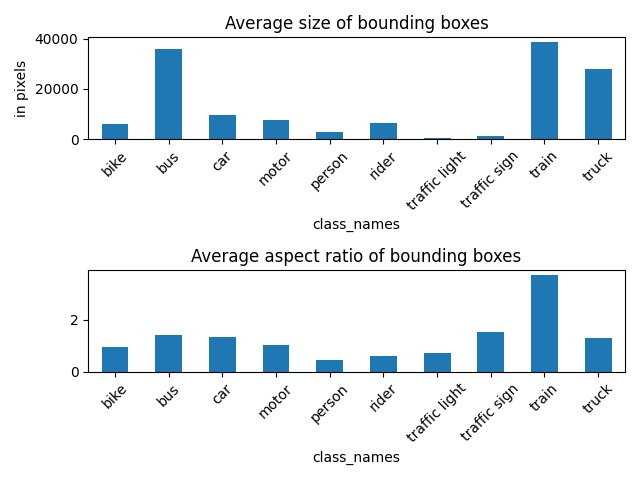 Average size of bounding boxes
40000
20000
0
in pixels
bike
bus
car
motor
person
rider
traffic light
traffic sign
train
truck
class_names
Average aspect ratio of bounding boxes
2
0
bike
bus
car
motor
person
rider
traffic light
traffic sign
train
truck
class_names